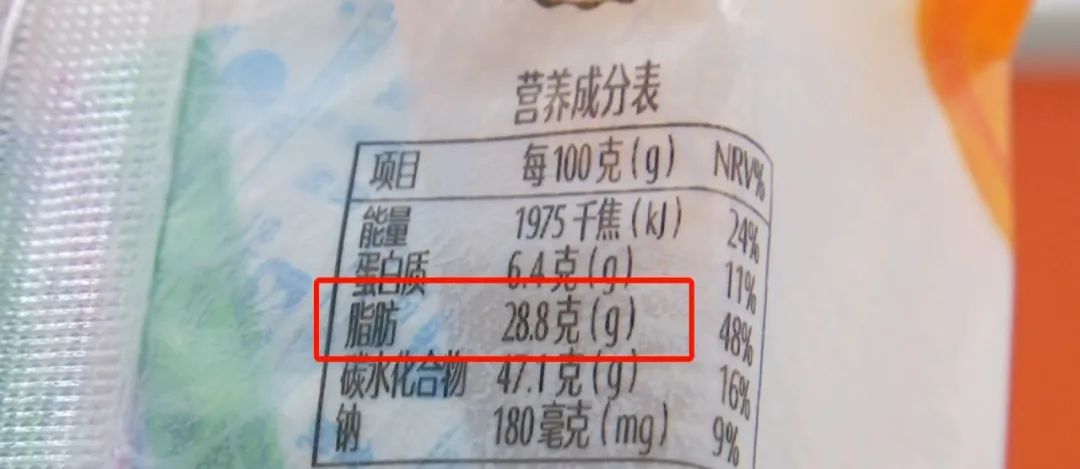 营养成分表
项目 每100克(g) NRV%
能量 1975千焦(kJ) 24%
蛋白质 6.4克(g) 11%
脂肪 28.8克(g) 48%
碳水化合物 47.1克(g) 16%
钠 180毫克(mg) 9%